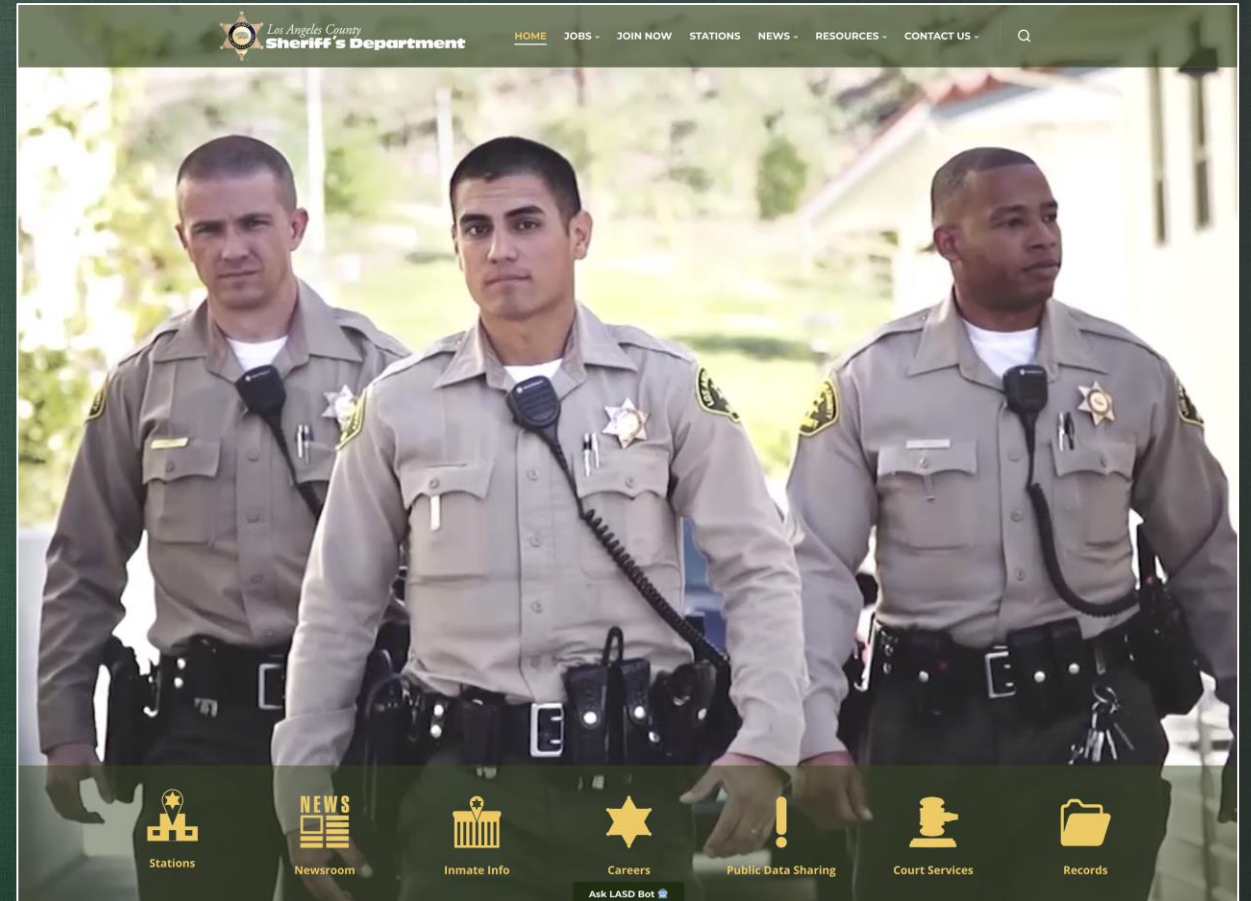 Los Angeles County
Sheriff's Department
HOME JOBS JOIN NOW STATIONS NEWS RESOURCES CONTACT US
NEWS
Stations
Newsroom
Inmate Info
Careers
Public Data Sharing
Court Services
Records
Ask LASD Bot